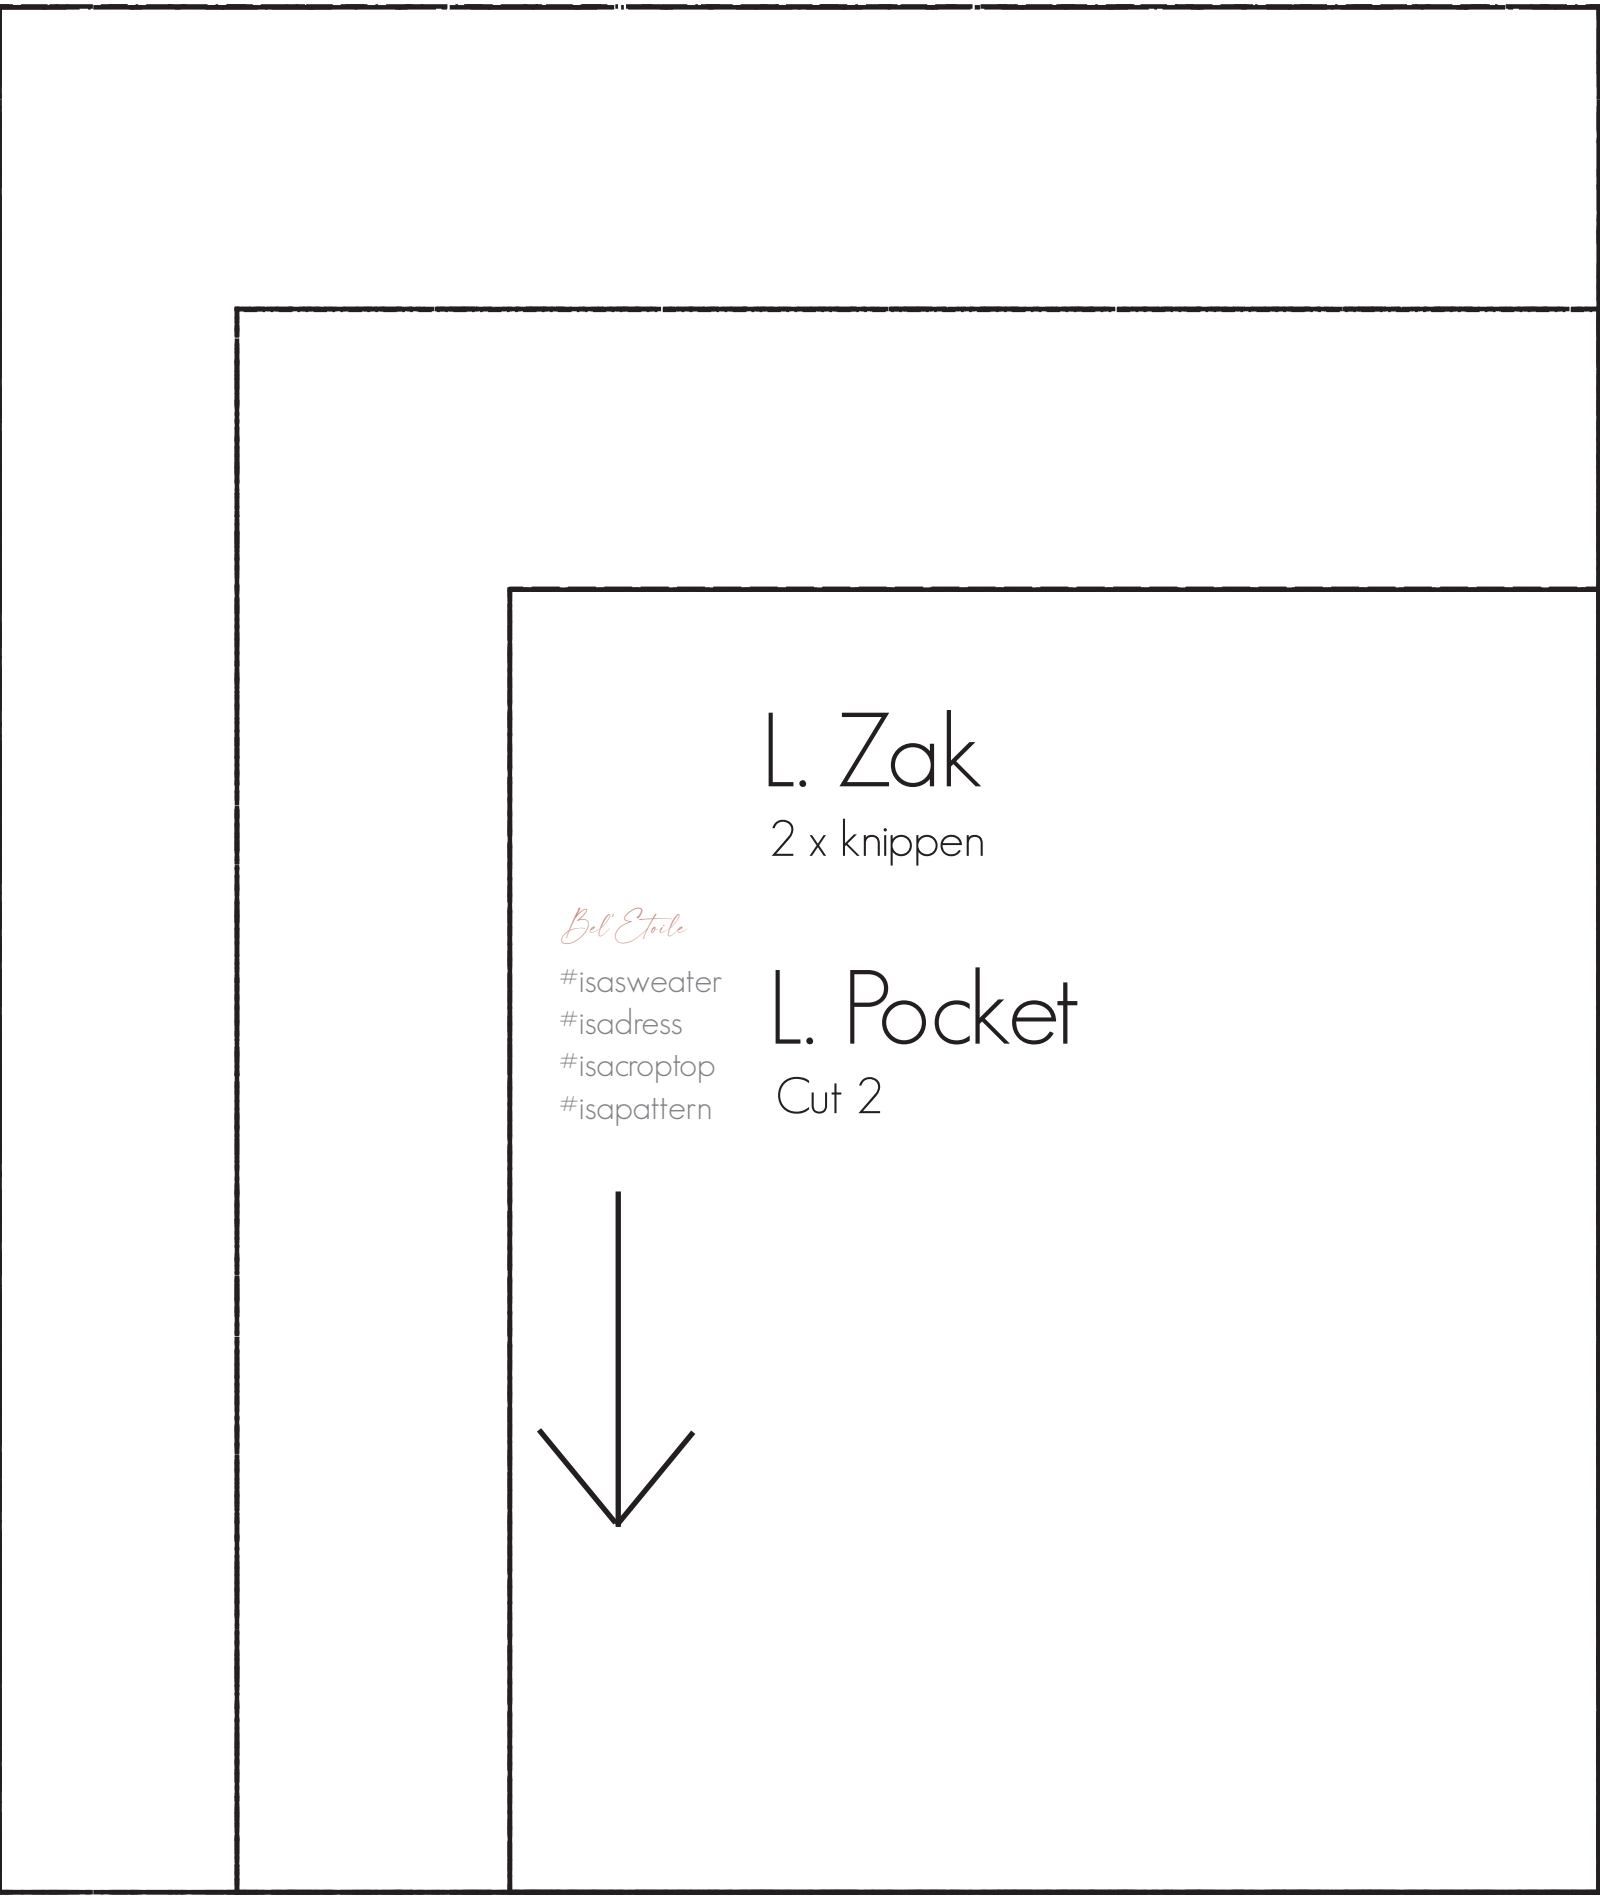 L. Zak
2 x knippen
Bel' Etoile
#isasweater
#isadress
#isacroptop
#isapattern
L. Pocket
Cut 2